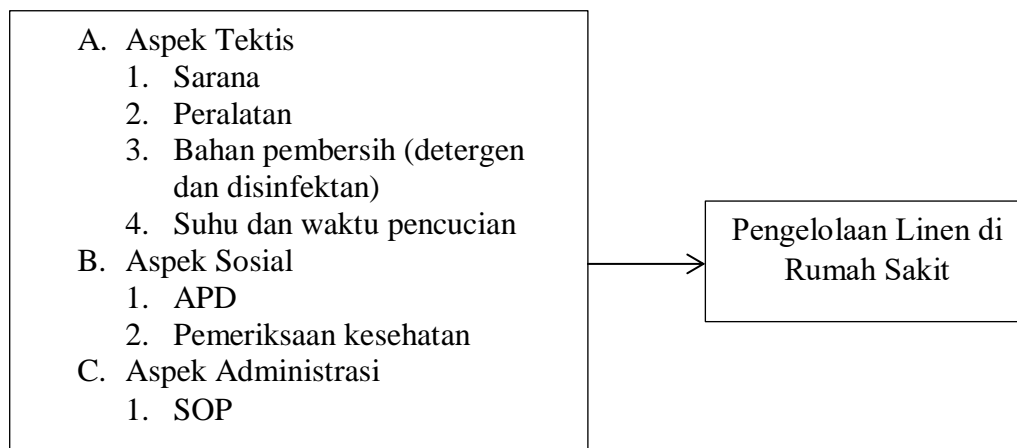 A. Aspek Tektis
1. Sarana
2. Peralatan
3. Bahan pembersih (detergen
dan disinfektan)
4. Suhu dan waktu pencucian
B. Aspek Sosial
1. APD
2. Pemeriksaan kesehatan
C. Aspek Administrasi
1. SOP
Pengelolaan Linen di
Rumah Sakit